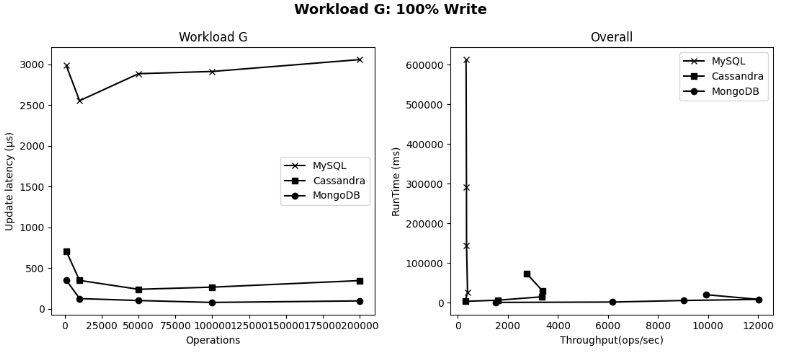 Workload G: 100% Write
Workload G
3000
2500
2000
1500
1000
500
0
Update latency (µs)
MySQL
Cassandra
MongoDB
0 25000 50000 75000 100000 125000 150000 175000 200000
Operations
Overall
600000
500000
400000
300000
200000
100000
0
RunTime (ms)
MySQL
Cassandra
MongoDB
0 2000 4000 6000 8000 10000 12000
Throughput(ops/sec)